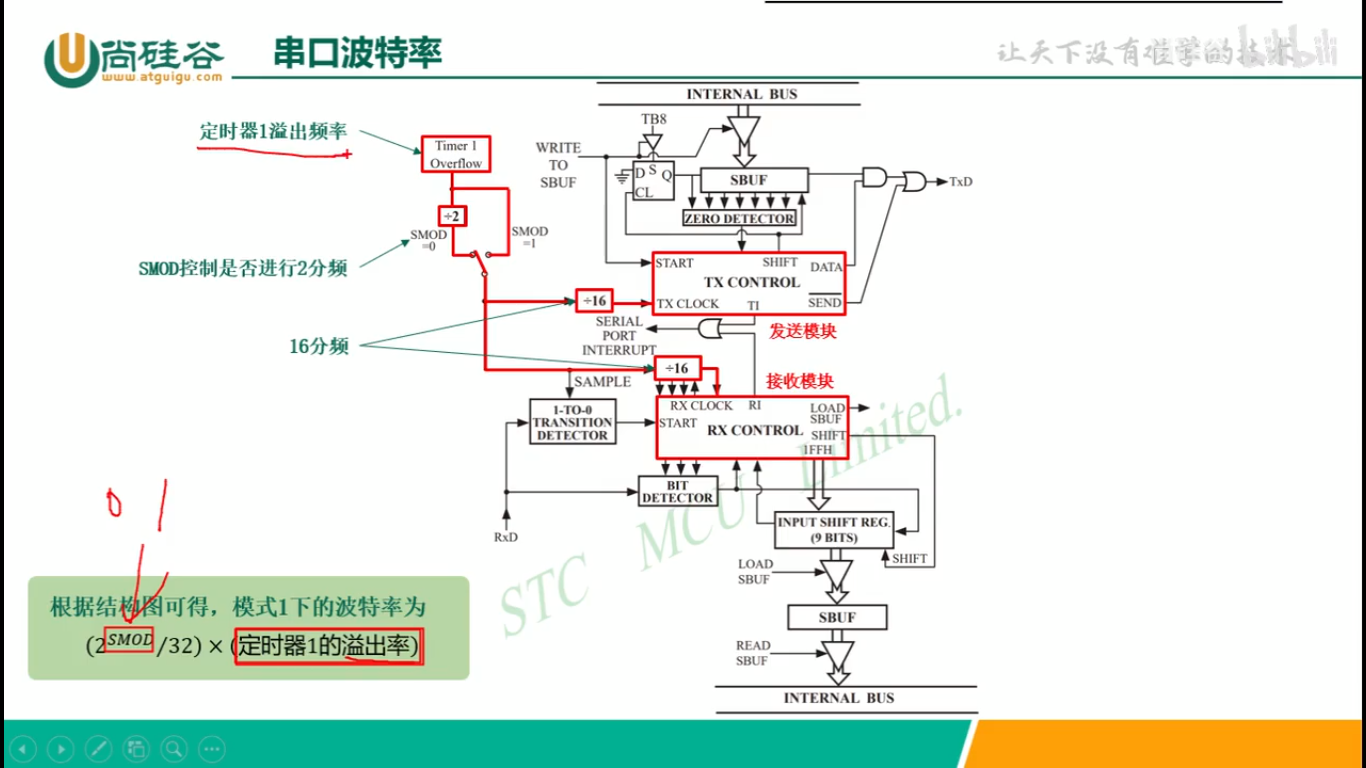 尚硅谷
www.atguigu.com
串口波特率
让天下没有难学的技术
bilibili
INTERNAL BUS
定时器1溢出频率
Timer 1
Overflow
WRITE
TO
SBUF
TB8
D S Q
CL
SBUF
TxD
ZERO DETECTOR
÷2
SMOD
=0
SMOD
=1
SMOD控制是否进行2分频
START
SHIFT
DATA
TX CONTROL
TX CLOCK
TI
SEND
÷16
16分频
SERIAL
PORT
INTERRUPT
发送模块
÷16
接收模块
SAMPLE
1-TO-0
TRANSITION
DETECTOR
RX CLOCK
RI
LOAD
SBUF
START
RX CONTROL
SHIFT
1FFH
BIT
DETECTOR
RxD
INPUT SHIFT REG.
(9 BITS)
SHIFT
LOAD
SBUF
SBUF
READ
SBUF
INTERNAL BUS
STC MCU Limited.
0 1
根据结构图可得，模式1下的波特率为
(2^SMOD/32)×(定时器1的溢出率)